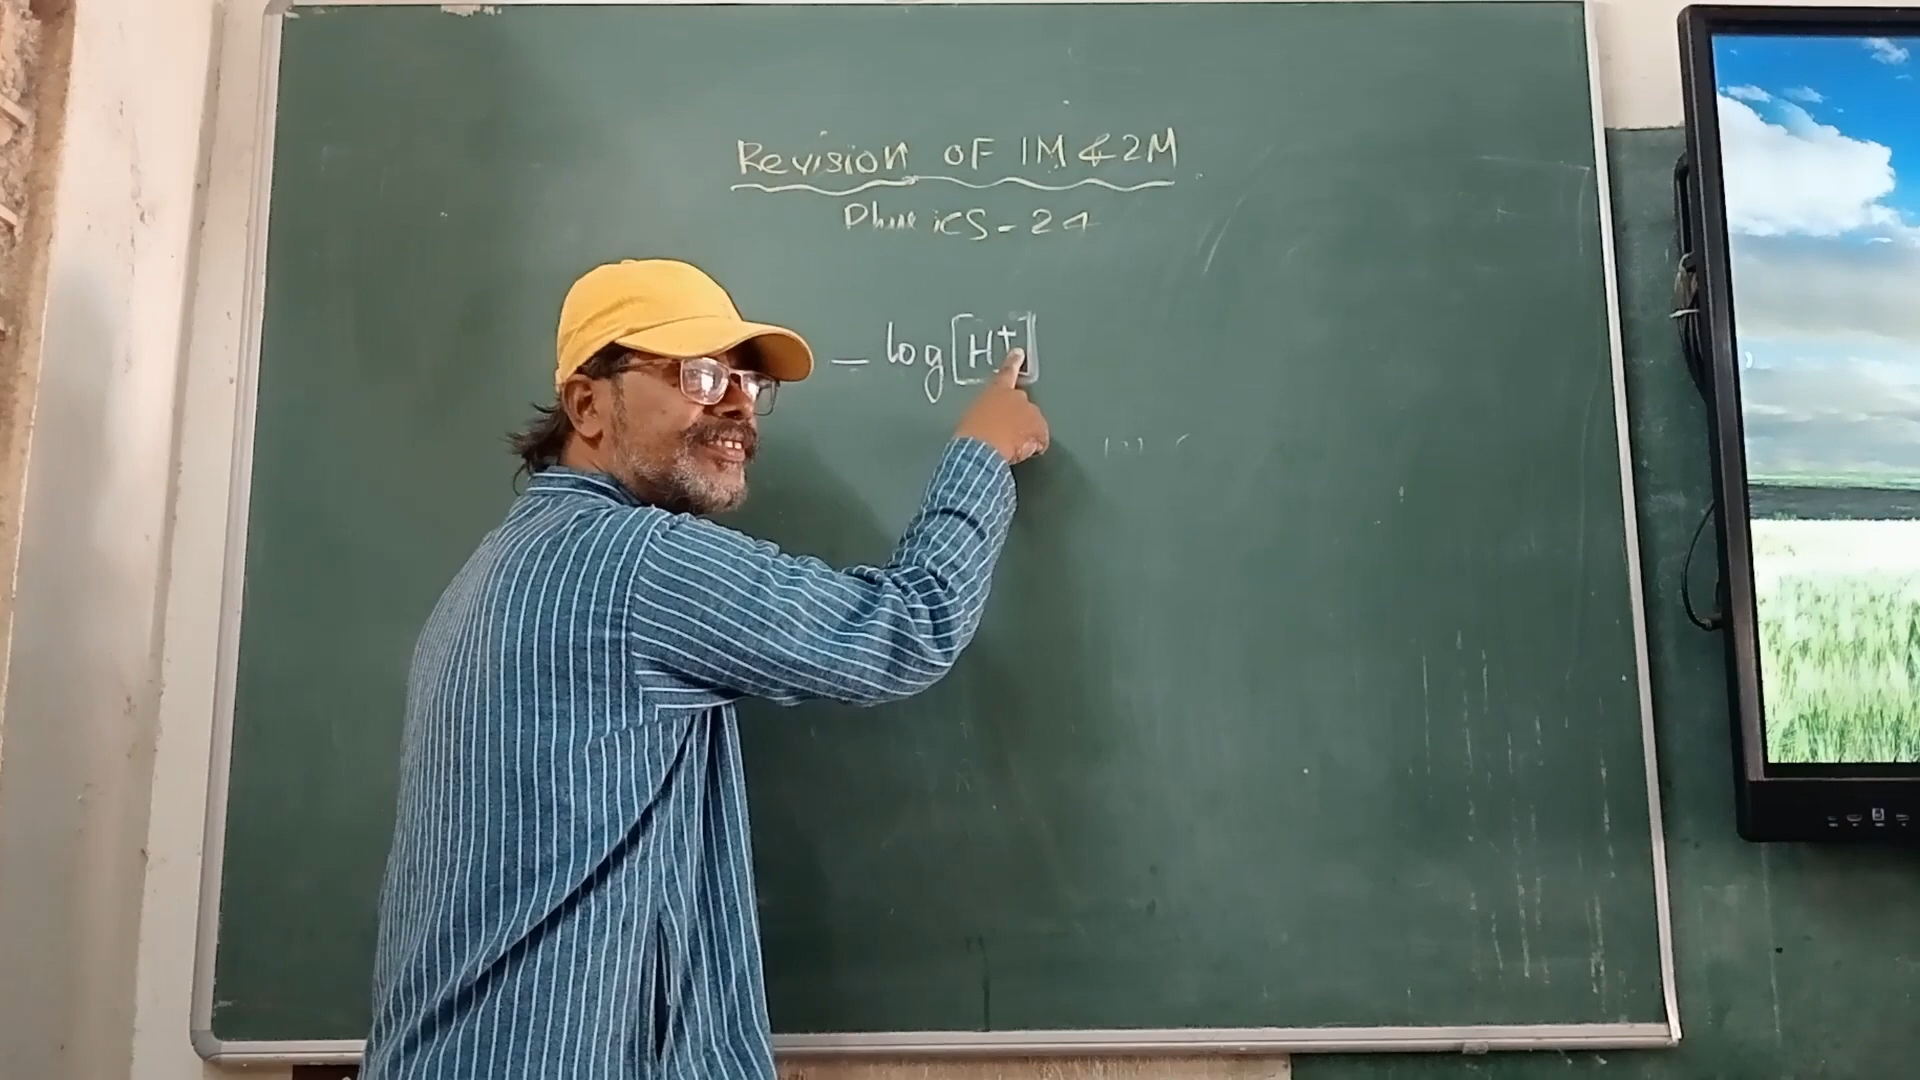 Revision OF 1M & 2M
Physics - 24
- log [H+]